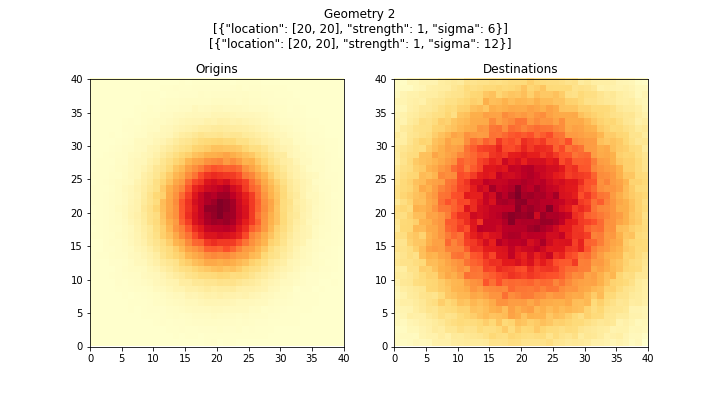 Geometry 2
[{"location": [20, 20], "strength": 1, "sigma": 6}]
[{"location": [20, 20], "strength": 1, "sigma": 12}]
Origins
Destinations
40
35
30
25
20
15
10
5
0
0 5 10 15 20 25 30 35 40
40
35
30
25
20
15
10
5
0
0 5 10 15 20 25 30 35 40